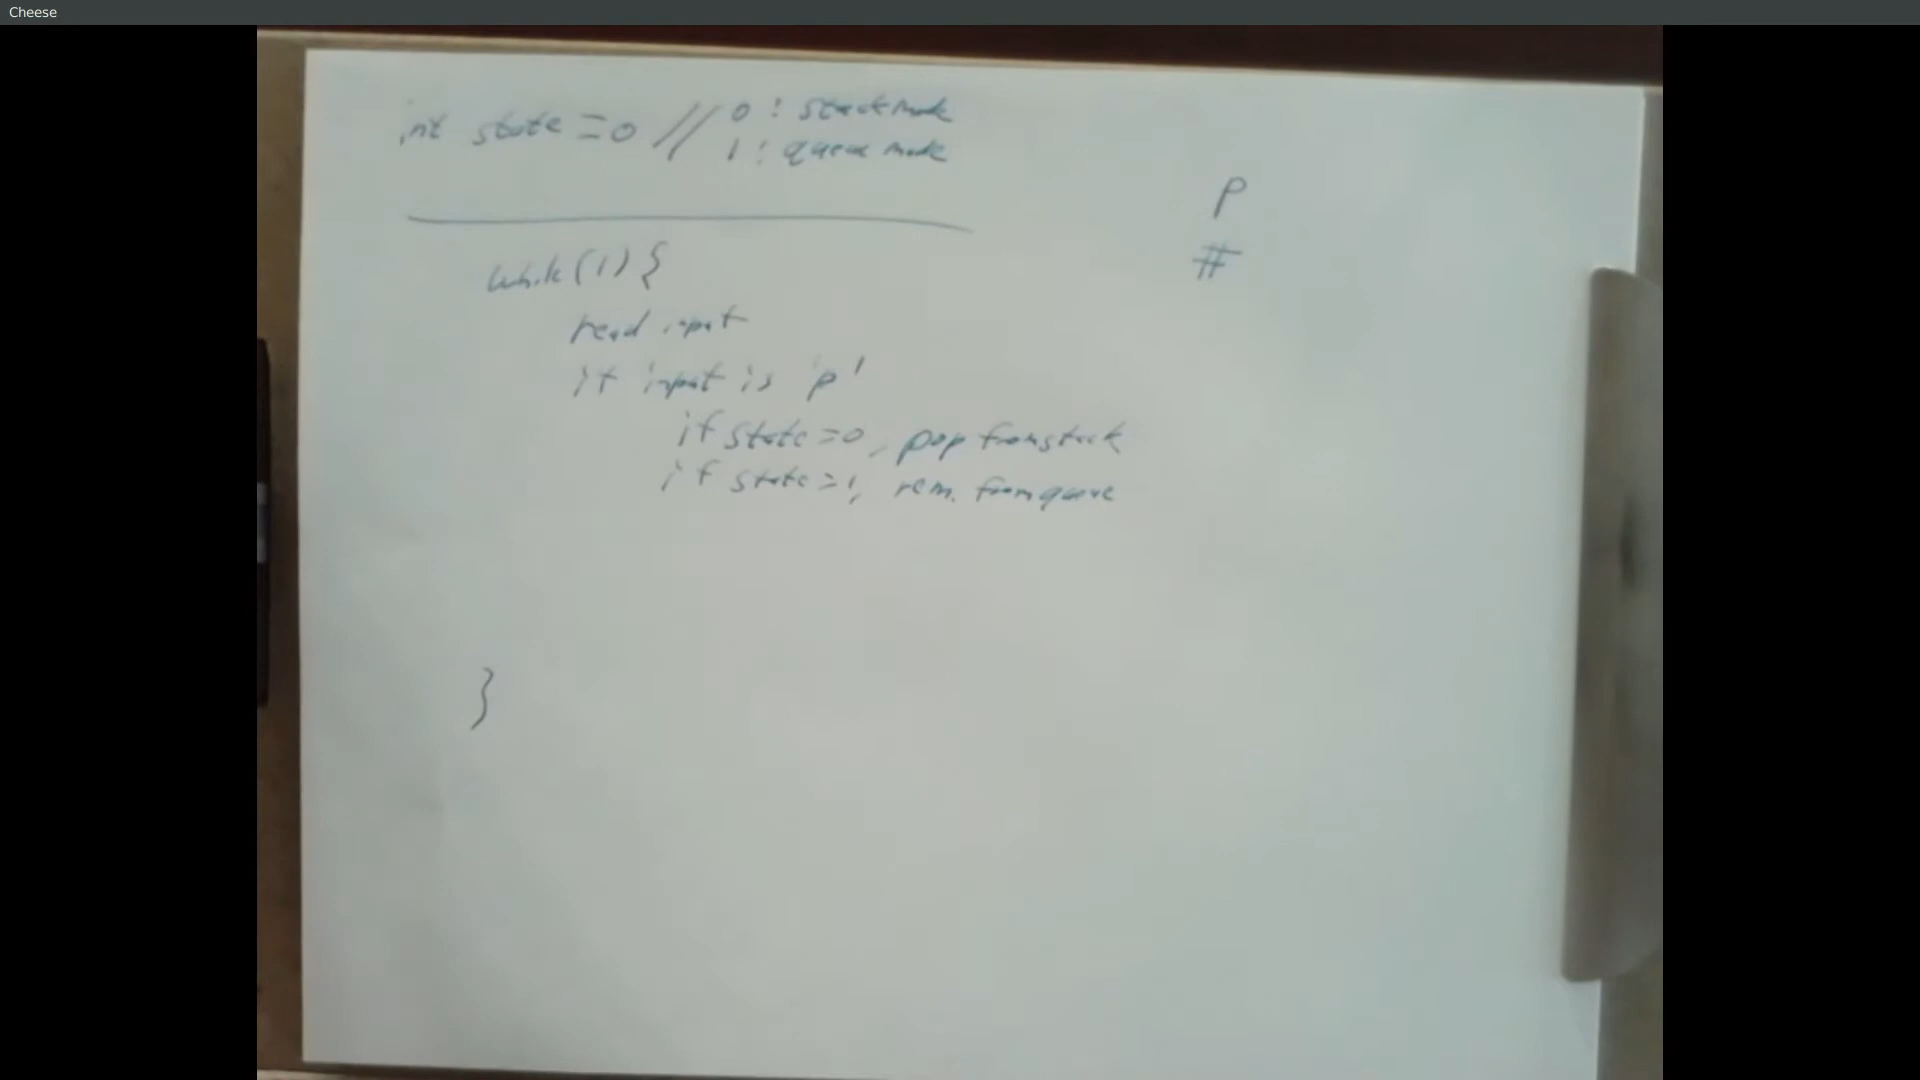 Cheese
int state = 0 // 0 : stack mode
1 : queue mode
P
#
while (1) {
read input
if input is 'p'
if state = 0, pop from stack
if state = 1, rem. from queue
}